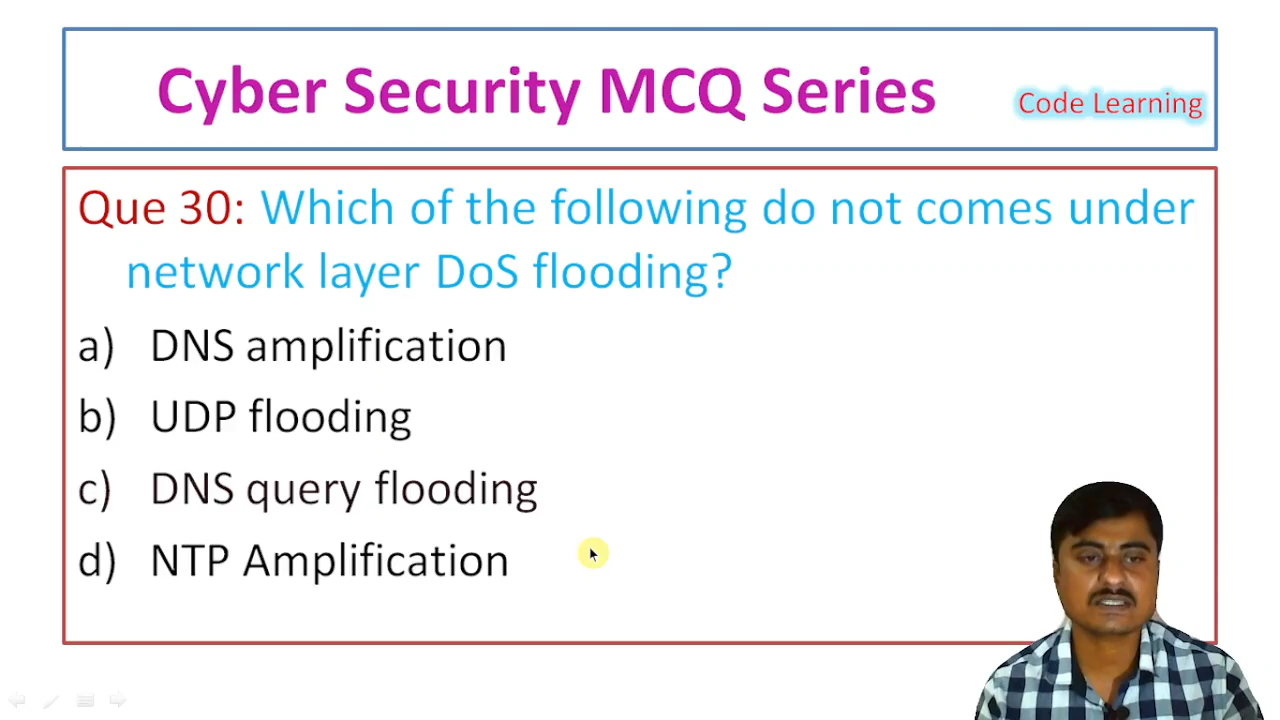 Cyber Security MCQ Series
Code Learning
Que 30: Which of the following do not comes under
network layer DoS flooding?
a) DNS amplification
b) UDP flooding
c) DNS query flooding
d) NTP Amplification